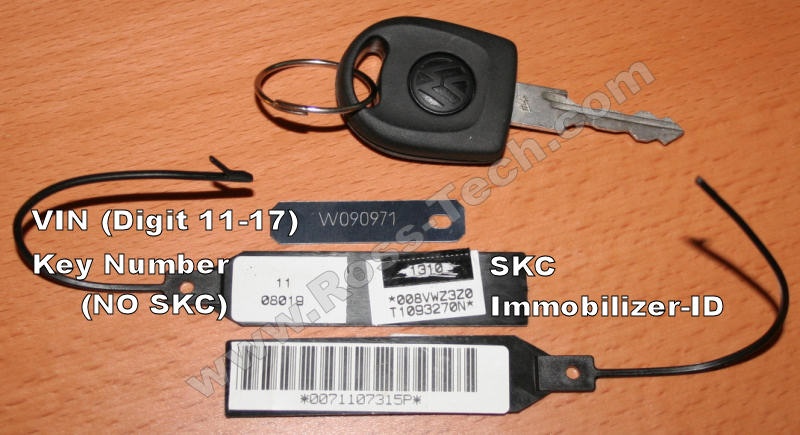 VIN (Digit 11-17)
W090971
Key Number
(NO SKC)
11
08019
1310
*008VWZ3Z0
T1093270N*
SKC
Immobilizer-ID
*0071107315P*
www.Ross-Tech.com